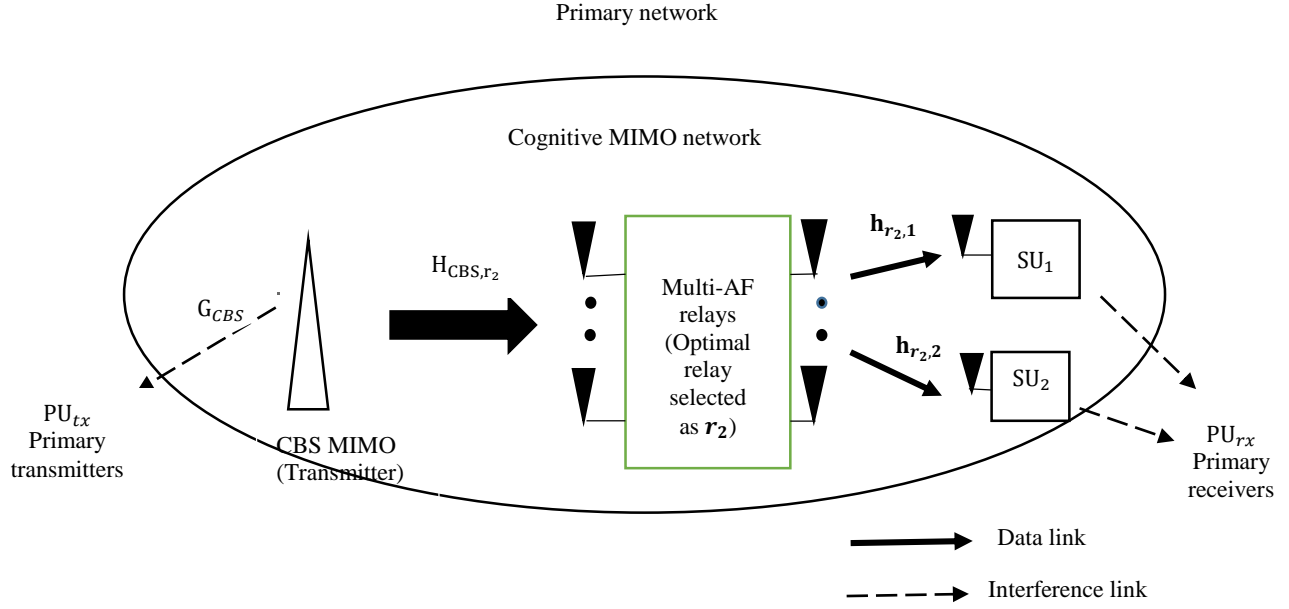 Primary network
Cognitive MIMO network
G_CBS
H_CBS,r₂
Multi-AF
relays
(Optimal
relay
selected
as r₂)
h_r₂,1
h_r₂,2
SU₁
SU₂
PU_tx
Primary
transmitters
CBS MIMO
(Transmitter)
PU_rx
Primary
receivers
Data link
Interference link